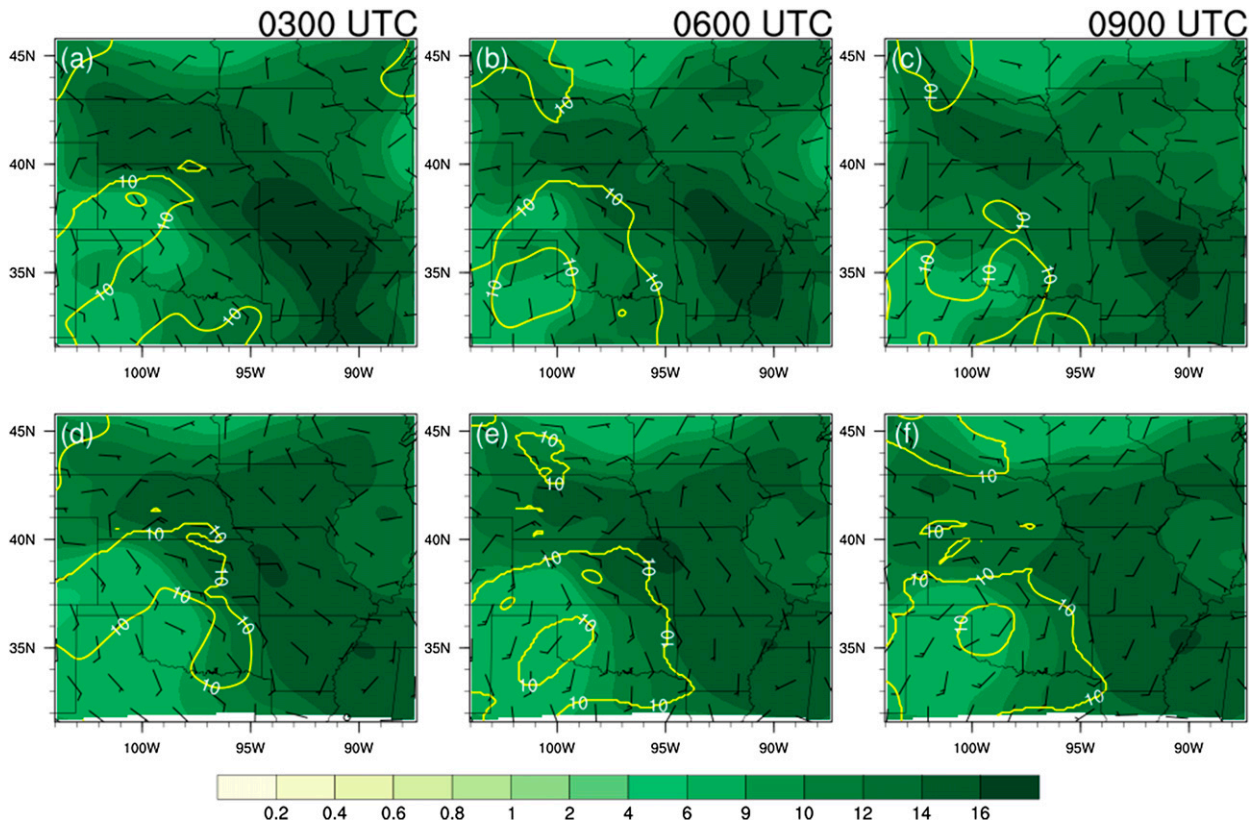 0300 UTC 0600 UTC 0900 UTC
(a) (b) (c)
45N 45N 45N
40N 40N 40N
35N 35N 35N
10 10 10
10 10
10 10 10 10
10 10 10
100W 95W 90W 100W 95W 90W 100W 95W 90W
(d) (e) (f)
45N 45N 45N
40N 40N 40N
35N 35N 35N
10 10 10 10 10 10
10 10 10 10 10
10 10 10 10 10 10
10 10 10 10
100W 95W 90W 100W 95W 90W 100W 95W 90W
0.2 0.4 0.6 0.8 1 2 4 6 9 10 12 14 16